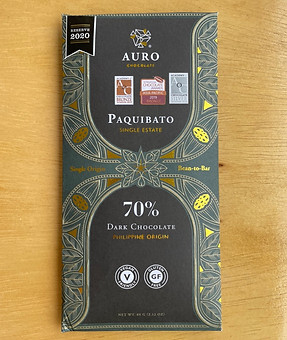 RESERVE
2020
AURO
CHOCOLATE
PAQUIBATO
SINGLE ESTATE
Single-Origin
Bean-to-Bar
70%
DARK CHOCOLATE
PHILIPPINE ORIGIN
V
GF